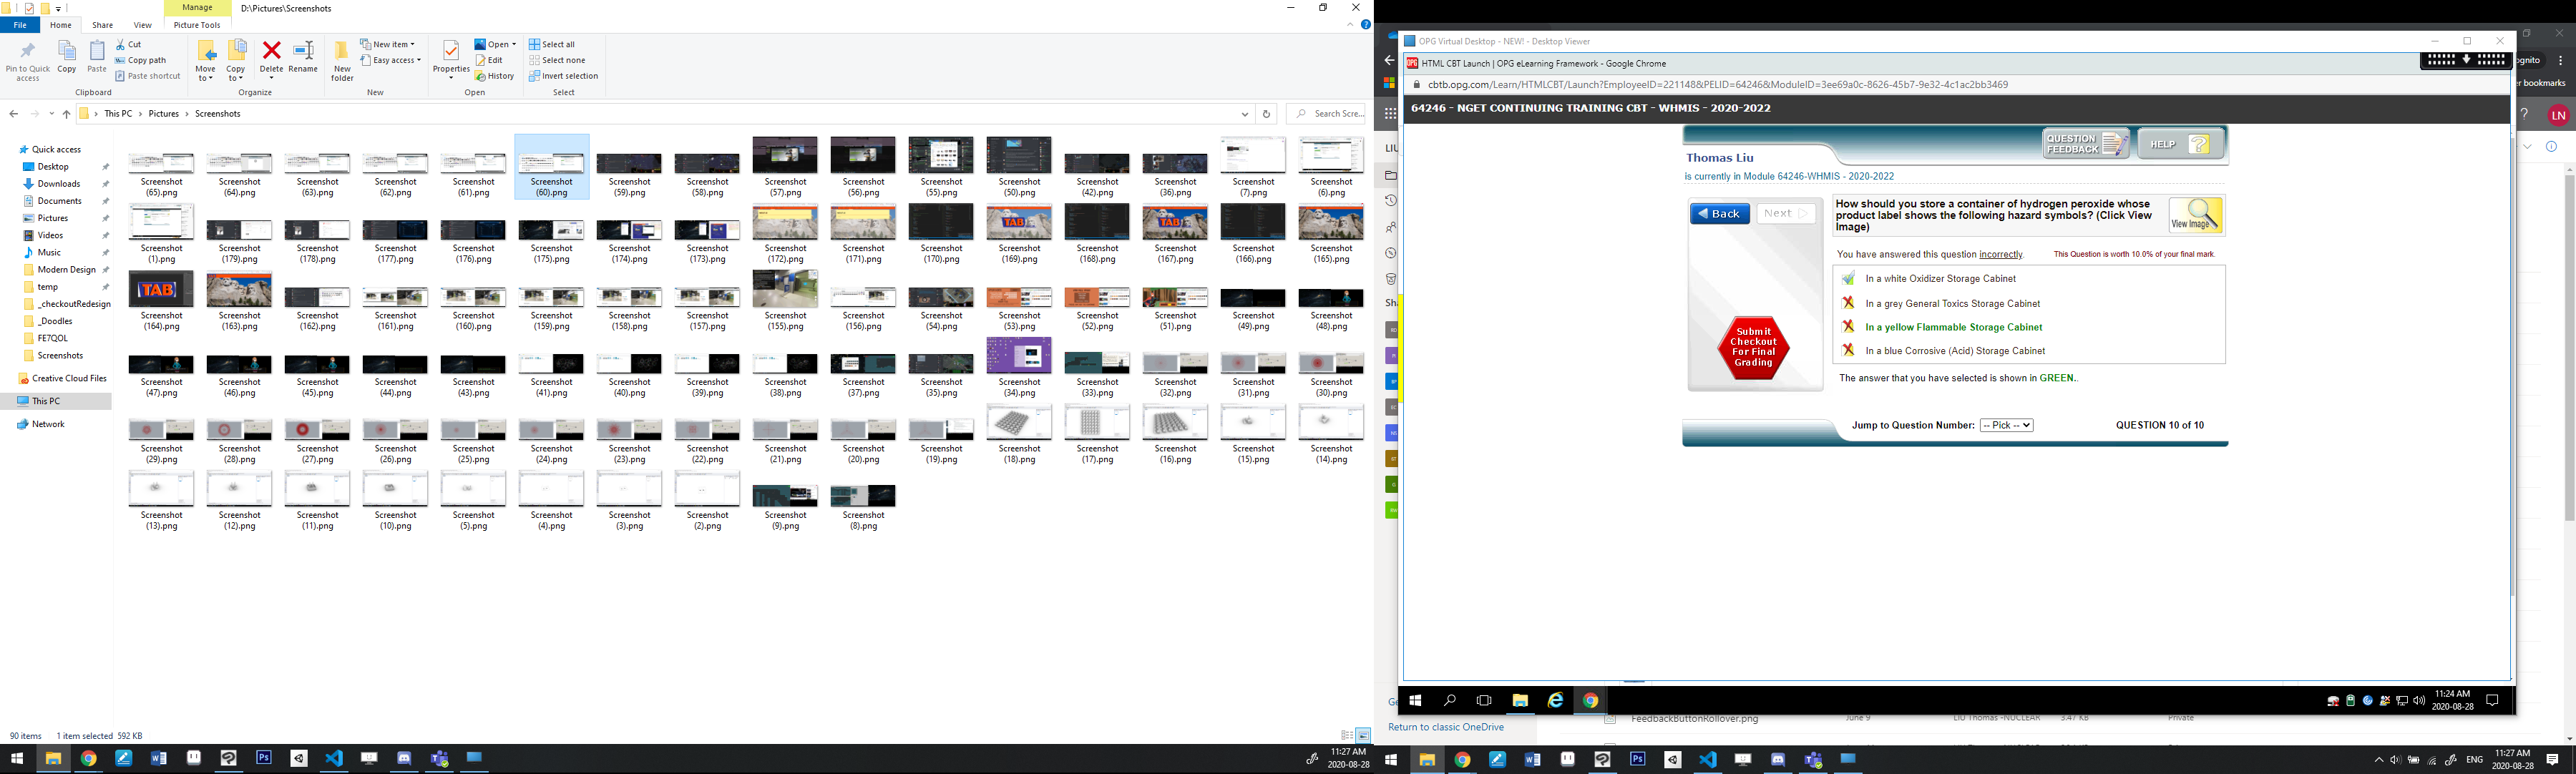 Manage
D:\Pictures\Screenshots
File
Home
Share
View
Picture Tools
Pin to Quick access
Copy
Paste
Cut
Copy path
Paste shortcut
Clipboard
Move to
Copy to
Delete
Rename
Organize
New folder
New item
Easy access
New
Properties
Open
Edit
History
Open
Select all
Select none
Invert selection
Select
This PC > Pictures > Screenshots
Search Scre...
Quick access
Desktop
Downloads
Documents
Pictures
Videos
Music
Modern Design
temp
_checkoutRedesign
_Doodles
FE7QOL
Screenshots
Creative Cloud Files
This PC
Network
Screenshot (65).png
Screenshot (64).png
Screenshot (63).png
Screenshot (62).png
Screenshot (61).png
Screenshot (60).png
Screenshot (59).png
Screenshot (58).png
Screenshot (57).png
Screenshot (56).png
Screenshot (55).png
Screenshot (50).png
Screenshot (42).png
Screenshot (36).png
Screenshot (7).png
Screenshot (6).png
Screenshot (1).png
Screenshot (179).png
Screenshot (178).png
Screenshot (177).png
Screenshot (176).png
Screenshot (175).png
Screenshot (174).png
Screenshot (173).png
Screenshot (172).png
Screenshot (171).png
Screenshot (170).png
Screenshot (169).png
Screenshot (168).png
Screenshot (167).png
Screenshot (166).png
Screenshot (165).png
Screenshot (164).png
Screenshot (163).png
Screenshot (162).png
Screenshot (161).png
Screenshot (160).png
Screenshot (159).png
Screenshot (158).png
Screenshot (157).png
Screenshot (155).png
Screenshot (156).png
Screenshot (54).png
Screenshot (53).png
Screenshot (52).png
Screenshot (51).png
Screenshot (49).png
Screenshot (48).png
Screenshot (47).png
Screenshot (46).png
Screenshot (45).png
Screenshot (44).png
Screenshot (43).png
Screenshot (41).png
Screenshot (40).png
Screenshot (39).png
Screenshot (38).png
Screenshot (37).png
Screenshot (35).png
Screenshot (34).png
Screenshot (33).png
Screenshot (32).png
Screenshot (31).png
Screenshot (30).png
Screenshot (29).png
Screenshot (28).png
Screenshot (27).png
Screenshot (26).png
Screenshot (25).png
Screenshot (24).png
Screenshot (23).png
Screenshot (22).png
Screenshot (21).png
Screenshot (20).png
Screenshot (19).png
Screenshot (18).png
Screenshot (17).png
Screenshot (16).png
Screenshot (15).png
Screenshot (14).png
Screenshot (13).png
Screenshot (12).png
Screenshot (11).png
Screenshot (10).png
Screenshot (5).png
Screenshot (4).png
Screenshot (3).png
Screenshot (2).png
Screenshot (9).png
Screenshot (8).png
90 items
1 item selected 592 KB
11:27 AM
2020-08-28
OPG Virtual Desktop - NEW! - Desktop Viewer
HTML CBT Launch | OPG eLearning Framework - Google Chrome
cbtb.opg.com/Learn/HTMLCBT/Launch?EmployeeID=221148&PELID=64246&ModuleID=3ee69a0c-8626-45b7-9e32-4c1ac2bb3469
64246 - NGET CONTINUING TRAINING CBT - WHMIS - 2020-2022
QUESTION FEEDBACK
HELP
Thomas Liu
is currently in Module 64246-WHMIS - 2020-2022
Back
Next
How should you store a container of hydrogen peroxide whose
product label shows the following hazard symbols? (Click View
Image)
View Image
You have answered this question incorrectly.
This Question is worth 10.0% of your final mark.
In a white Oxidizer Storage Cabinet
In a grey General Toxics Storage Cabinet
In a yellow Flammable Storage Cabinet
In a blue Corrosive (Acid) Storage Cabinet
Submit
Checkout
For Final
Grading
The answer that you have selected is shown in GREEN..
Jump to Question Number:
-- Pick --
QUESTION 10 of 10
11:24 AM
2020-08-28
ognito
r bookmarks
LN
Return to classic OneDrive
FeedbackButtonRollover.png
June 9
LIU Thomas -NUCLEAR
3.47 KB
Private
ENG
11:27 AM
2020-08-28